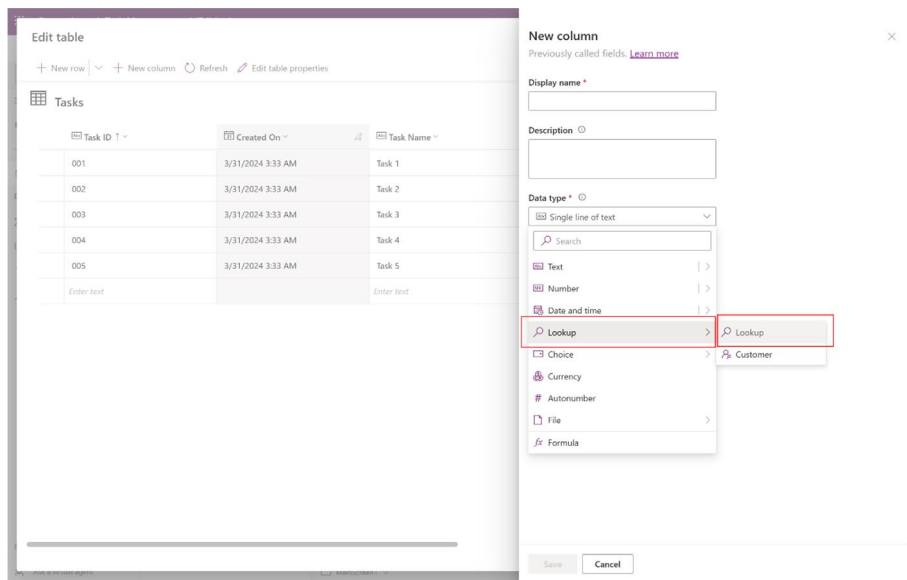 Edit table
New row
New column
Refresh
Edit table properties
Tasks
Task ID
Created On
Task Name
001
3/31/2024 3:33 AM
Task 1
002
3/31/2024 3:33 AM
Task 2
003
3/31/2024 3:33 AM
Task 3
004
3/31/2024 3:33 AM
Task 4
005
3/31/2024 3:33 AM
Task 5
Enter text
Enter text
New column
Previously called fields. Learn more
Display name *
Description
Data type *
Abc Single line of text
Search
Abc Text
Number
Date and time
Lookup
Lookup
Choice
Customer
Currency
# Autonumber
File
fx Formula
Save
Cancel